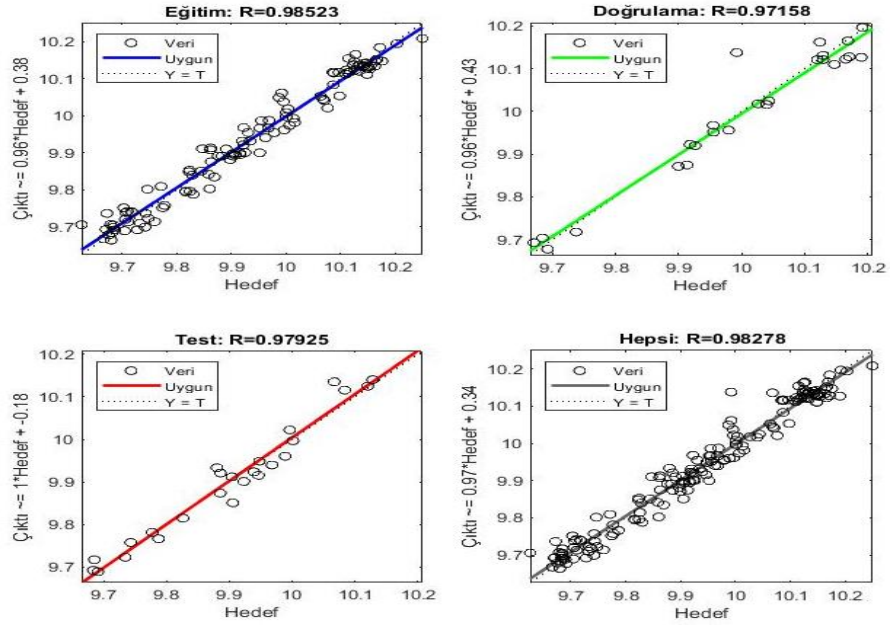 Eğitim: R=0.98523
Çıktı ~= 0.96*Hedef + 0.38
10.2
10.1
10
9.9
9.8
9.7
Veri
Uygun
Y = T
9.7 9.8 9.9 10 10.1 10.2
Hedef
Doğrulama: R=0.97158
Çıktı ~= 0.96*Hedef + 0.43
10.2
10.1
10
9.9
9.8
9.7
Veri
Uygun
Y = T
9.7 9.8 9.9 10 10.1 10.2
Hedef
Test: R=0.97925
Çıktı ~= 1*Hedef + -0.18
10.2
10.1
10
9.9
9.8
9.7
Veri
Uygun
Y = T
9.7 9.8 9.9 10 10.1 10.2
Hedef
Hepsi: R=0.98278
Çıktı ~= 0.97*Hedef + 0.34
10.2
10.1
10
9.9
9.8
9.7
Veri
Uygun
Y = T
9.7 9.8 9.9 10 10.1 10.2
Hedef